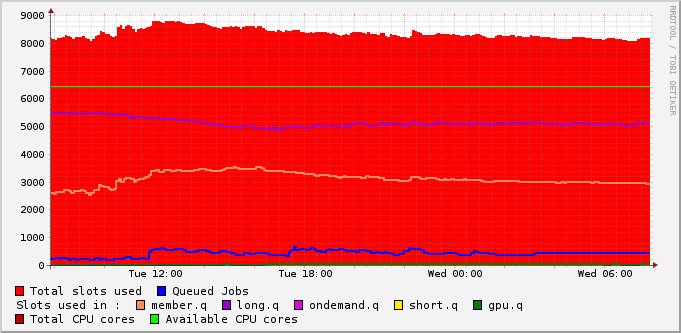 RRDTOOL / TOBI OETIKER
9000
8000
7000
6000
5000
4000
3000
2000
1000
0
Tue 12:00 Tue 18:00 Wed 00:00 Wed 06:00
Total slots used Queued Jobs
Slots used in : member.q long.q ondemand.q short.q gpu.q
Total CPU cores Available CPU cores